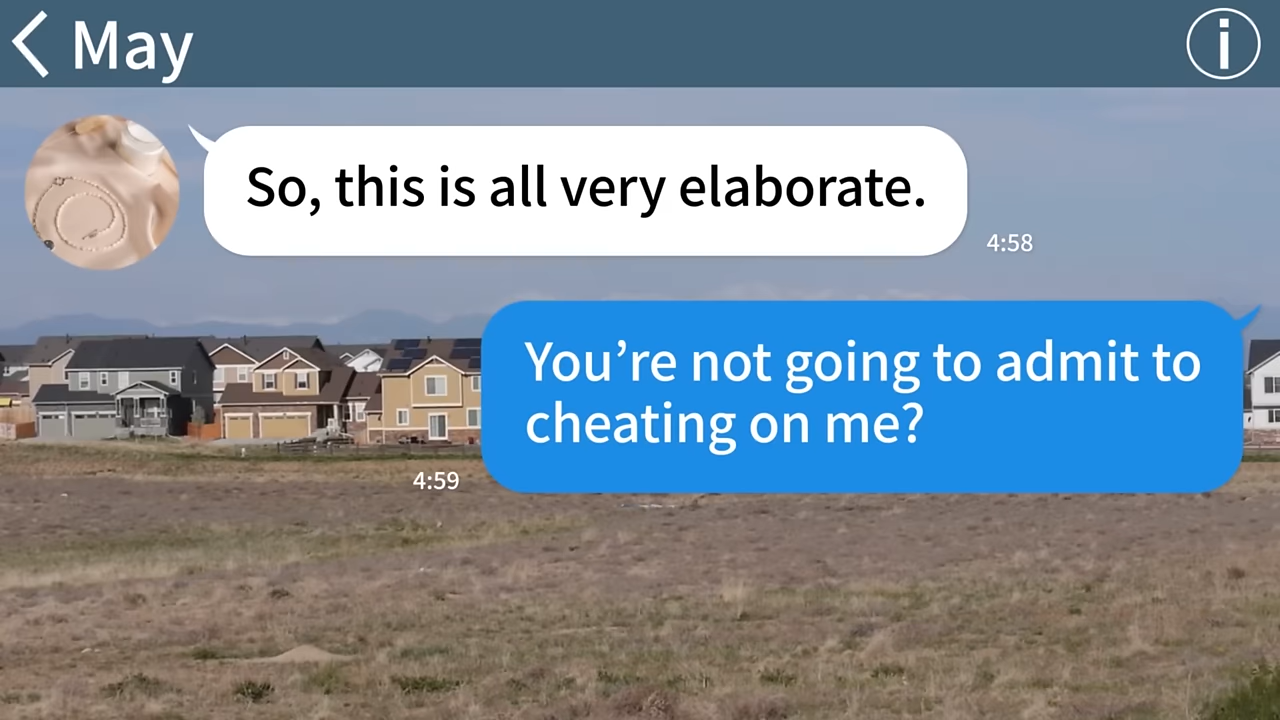 May
So, this is all very elaborate.
4:58
You’re not going to admit to
cheating on me?
4:59